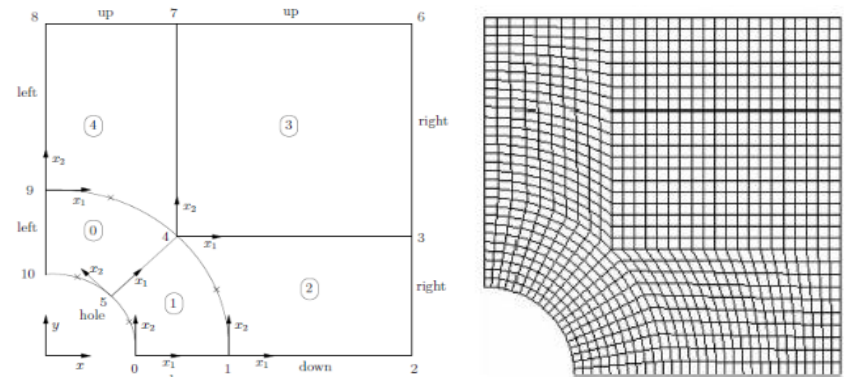 8 up 7 up 6
left
4 3 right
x₂
9
x₁ x₂
left 0 4 x₁ 3
10 x₂ right
x₁ 2
5 1
hole
y x₂ x₂
x 0 x₁ 1 x₁ down 2